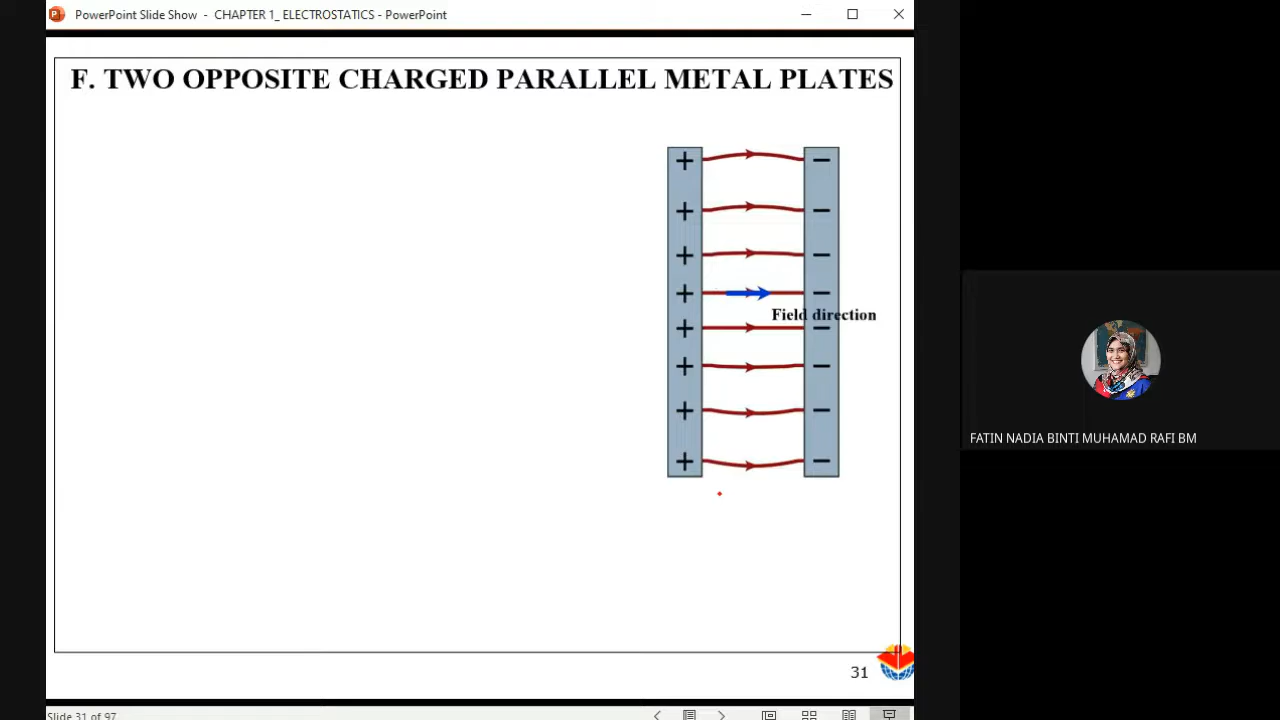 PowerPoint Slide Show - CHAPTER 1_ ELECTROSTATICS - PowerPoint
F. TWO OPPOSITE CHARGED PARALLEL METAL PLATES
+ −
+ −
+ −
+ −
Field direction
+ −
+ −
+ −
+ −
FATIN NADIA BINTI MUHAMAD RAFI BM
31
Slide 31 of 97